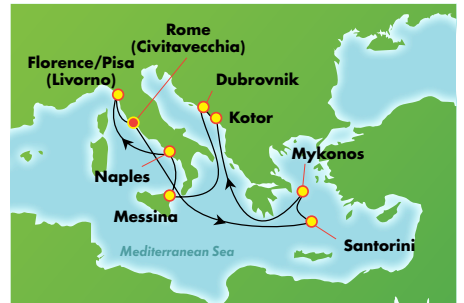 Rome
(Civitavecchia)
Florence/Pisa
(Livorno)
Dubrovnik
Kotor
Mykonos
Naples
Messina
Santorini
Mediterranean Sea